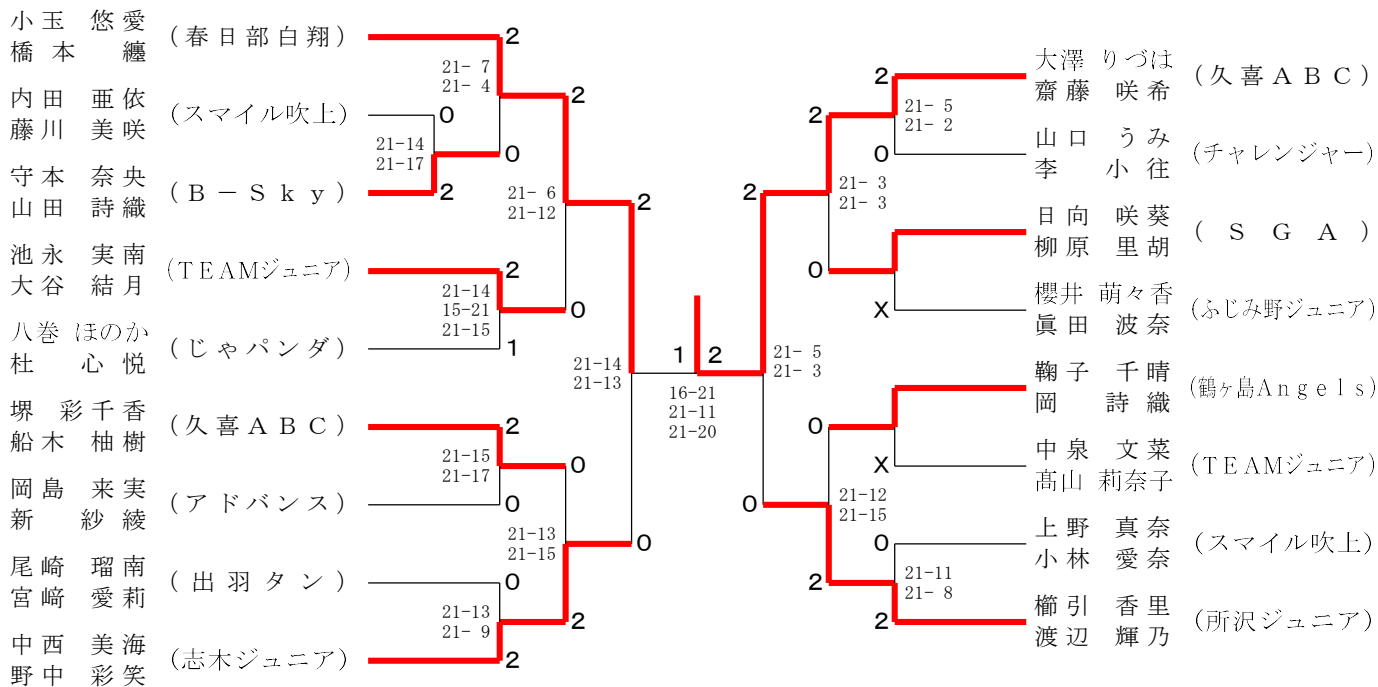 小玉 悠愛
橋本 纏
(春日部白翔)
2
21- 7
21- 4
2
内田 亜依
藤川 美咲
(スマイル吹上)
0
21-14
21-17
0
守本 奈央
山田 詩織
(B-Sky)
2
21- 6
21-12
2
池永 実南
大谷 結月
(TEAMジュニア)
2
21-14
15-21
21-15
0
八巻 ほのか
杜 心悦
(じゃパンダ)
1
21-14
21-13
堺 彩千香
船木 柚樹
(久喜ABC)
2
21-15
21-17
0
岡島 来実
新 紗綾
(アドバンス)
0
21-13
21-15
0
尾崎 瑠南
宮﨑 愛莉
(出羽タン)
0
21-13
21- 9
2
中西 美海
野中 彩笑
(志木ジュニア)
2
1 2
16-21
21-11
21-20
大澤 りづは
齋藤 咲希
(久喜ABC)
2
21- 5
21- 2
2
山口 うみ
李 小往
(チャレンジャー)
0
21- 3
21- 3
2
日向 咲葵
柳原 里胡
(SGA)
0
櫻井 萌々香
眞田 波奈
(ふじみ野ジュニア)
X
21- 5
21- 3
鞠子 千晴
岡 詩織
(鶴ヶ島Angels)
0
中泉 文菜
髙山 莉奈子
(TEAMジュニア)
X
21-12
21-15
0
上野 真奈
小林 愛奈
(スマイル吹上)
0
21-11
21- 8
2
櫛引 香里
渡辺 輝乃
(所沢ジュニア)
2